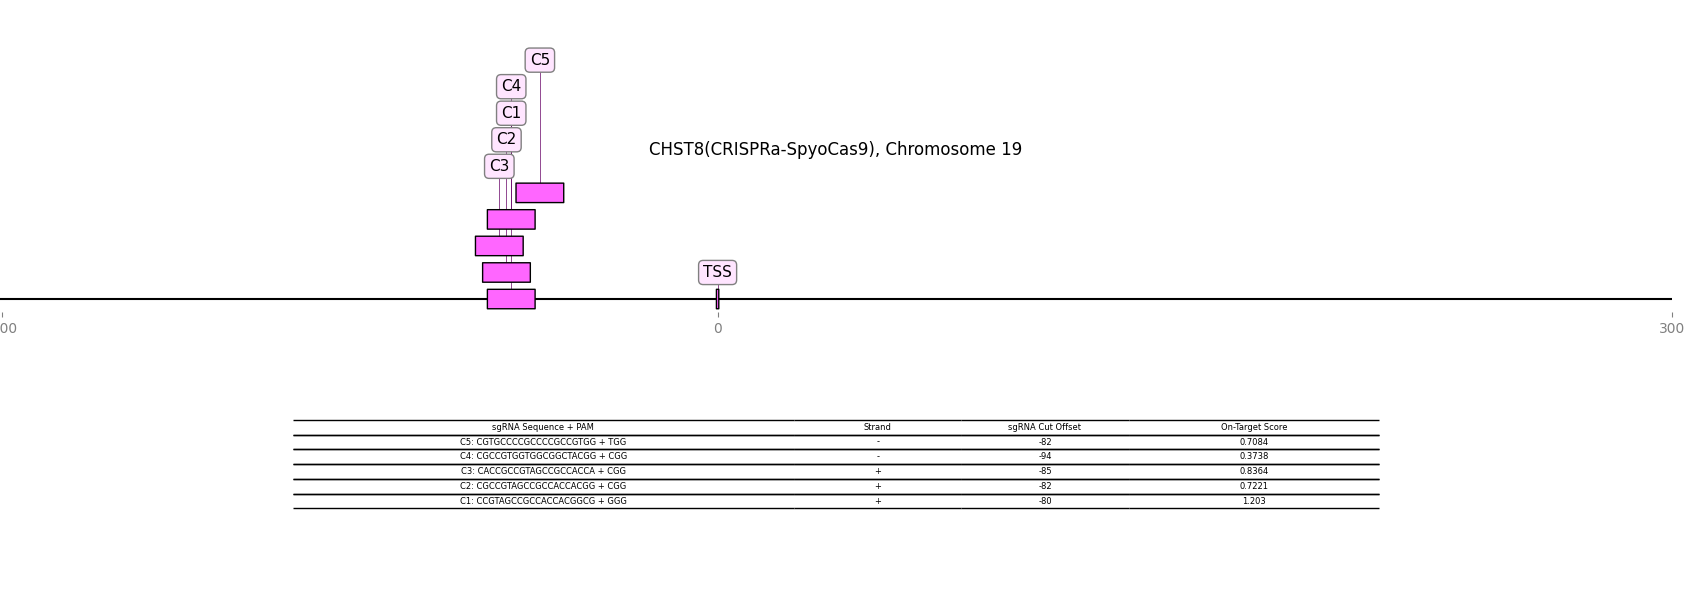 C5
C4
C1
C2
CHST8(CRISPRa-SpyoCas9), Chromosome 19
C3
TSS
00 0 300
sgRNA Sequence + PAM Strand sgRNA Cut Offset On-Target Score
C5: CGTGCCCCGCCCCGCCGTGG + TGG - -82 0.7084
C4: CGCCGTGGTGGCGGCTACGG + CGG - -94 0.3738
C3: CACCGCCGTAGCCGCCACCA + CGG + -85 0.8364
C2: CGCCGTAGCCGCCACCACGG + CGG + -82 0.7221
C1: CCGTAGCCGCCACCACGGCG + GGG + -80 1.203